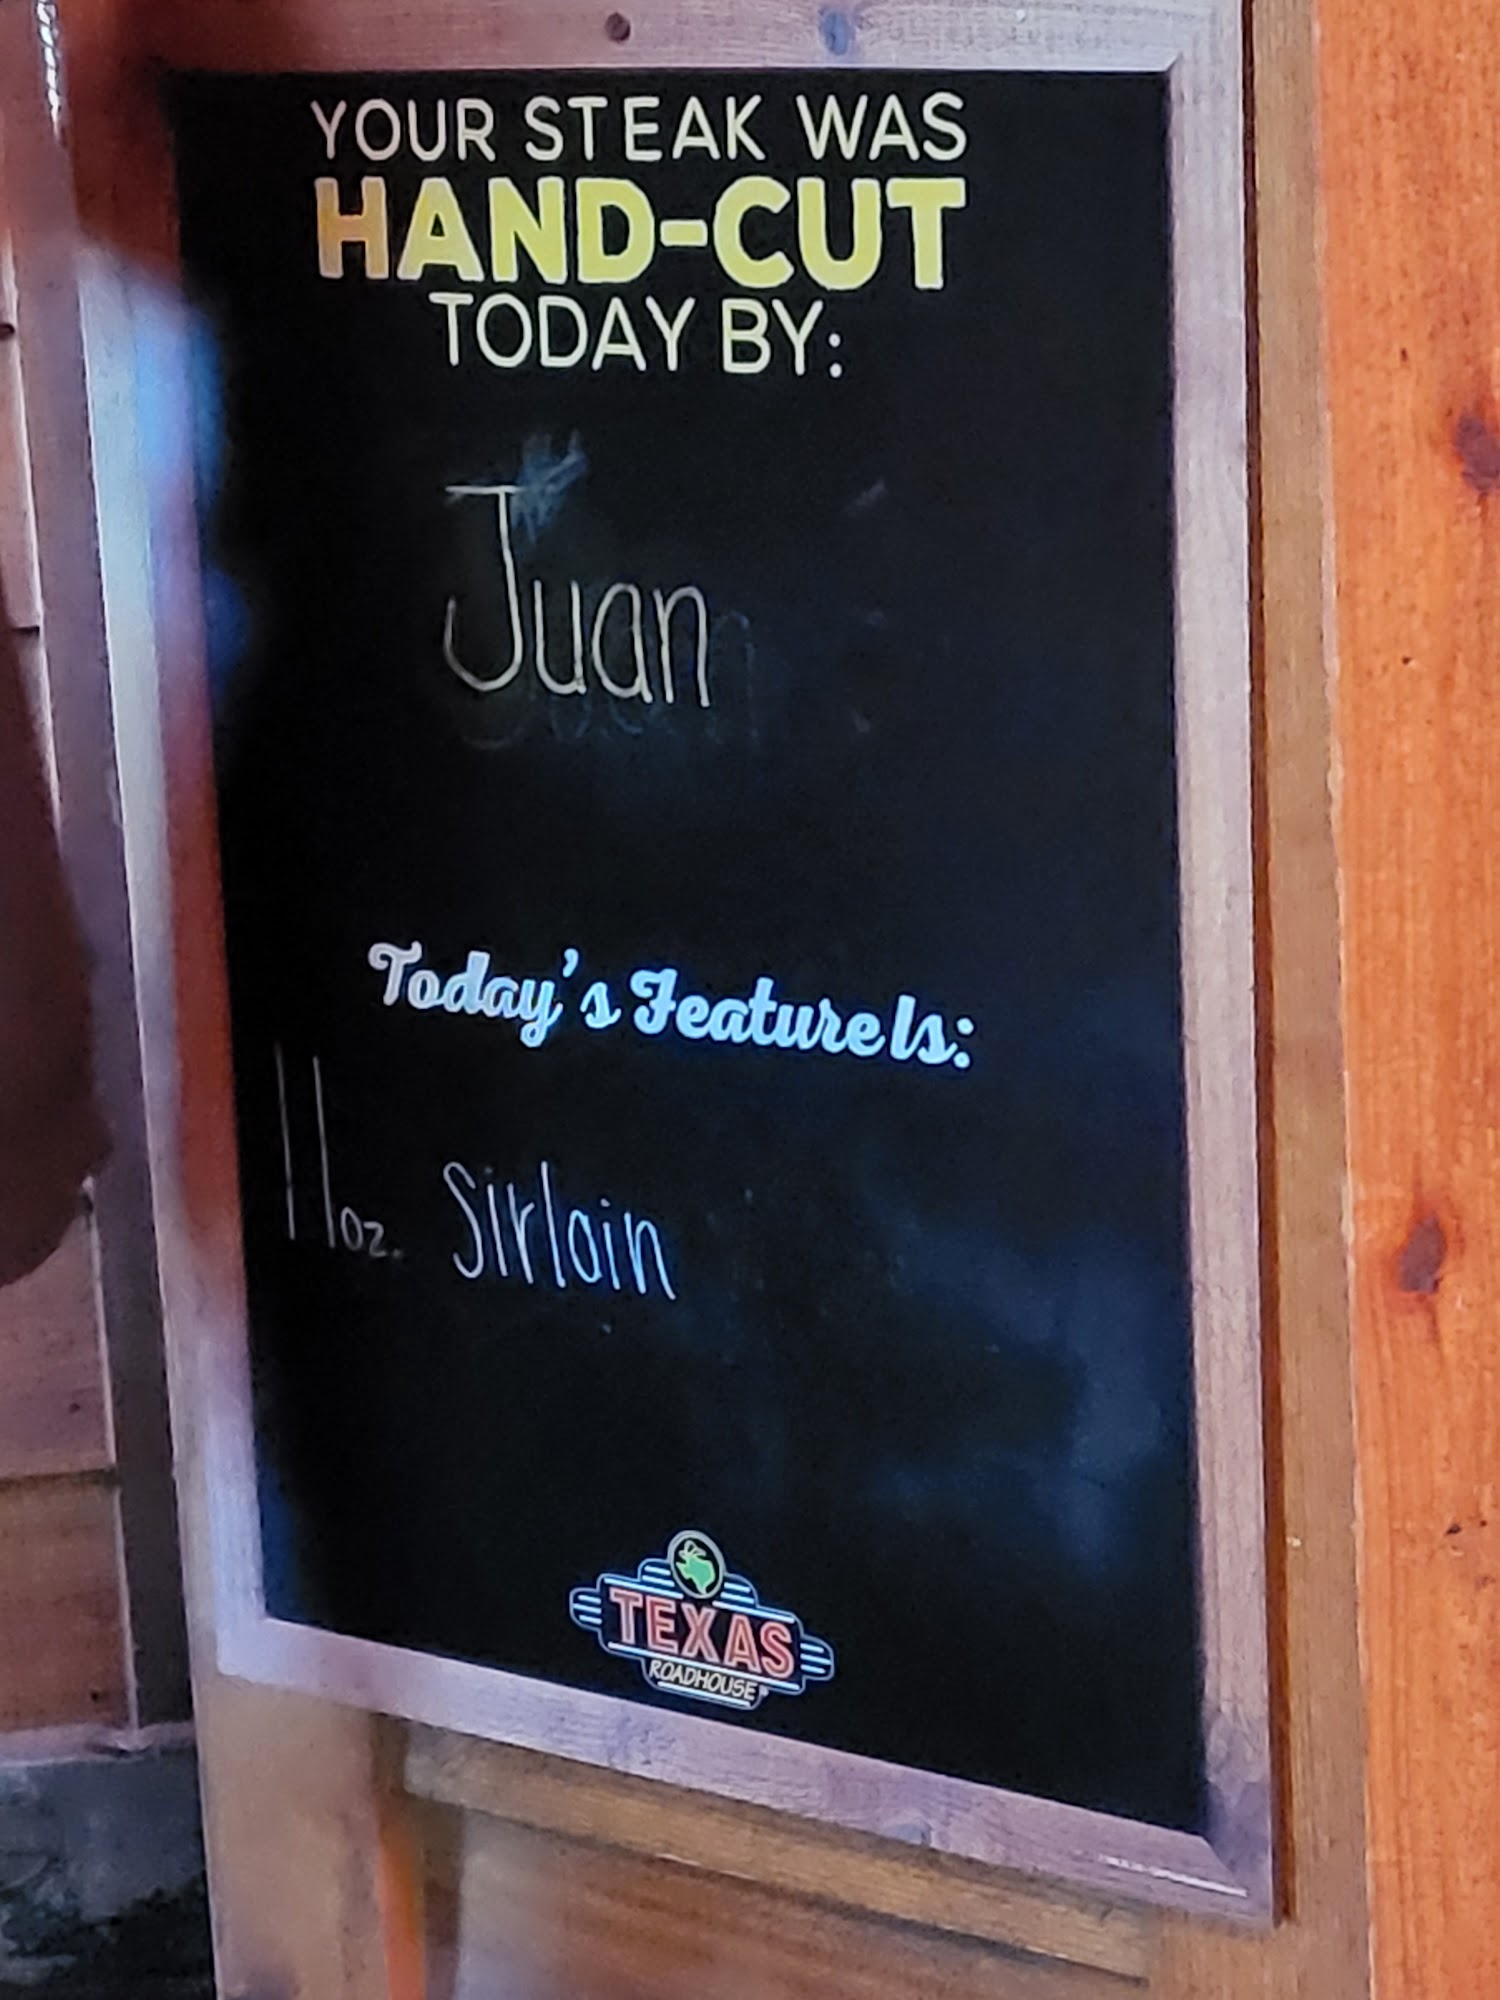 YOUR STEAK WAS
HAND-CUT
TODAY BY:
Juan
Today's Feature Is:
11oz. Sirloin
TEXAS
ROADHOUSE®